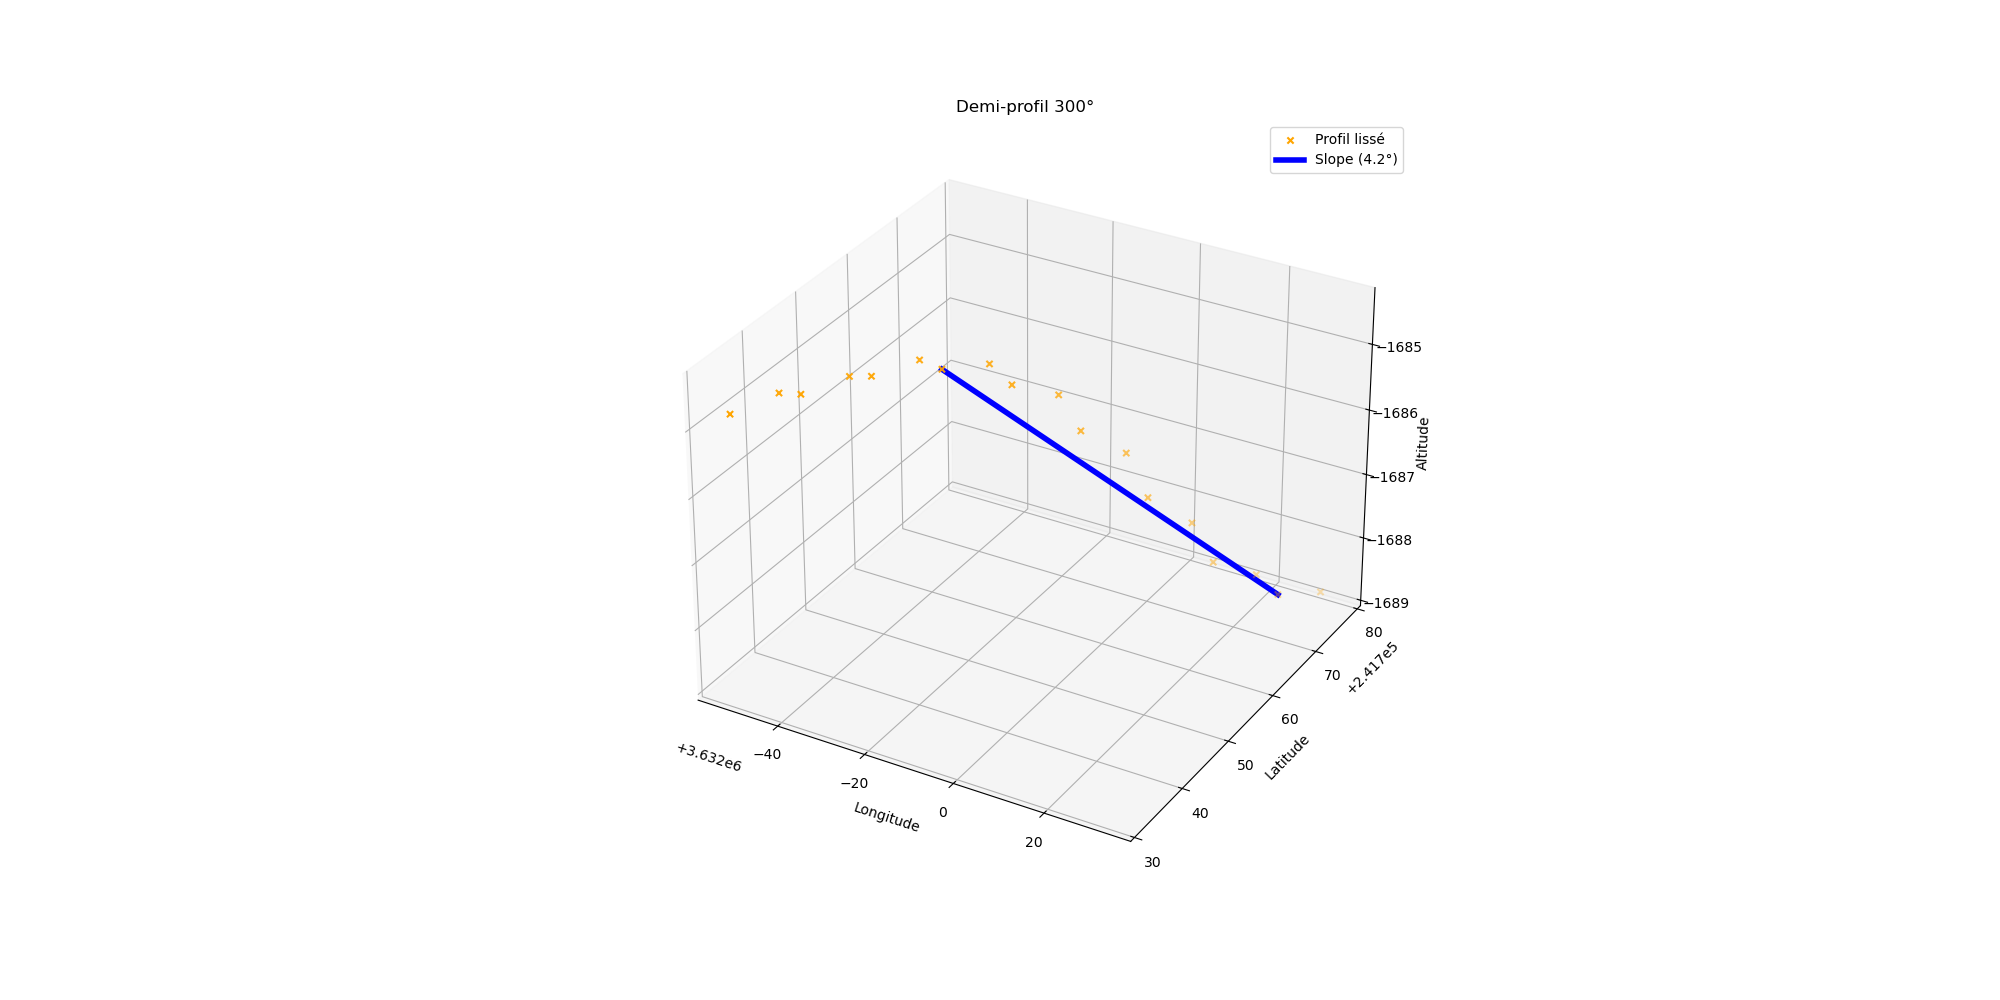 Demi-profil 300°
Profil lissé
Slope (4.2°)
−1685
−1686
−1687
−1688
−1689
Altitude
80
70
60
50
40
30
+2.417e5
Latitude
+3.632e6
−40
−20
0
20
Longitude